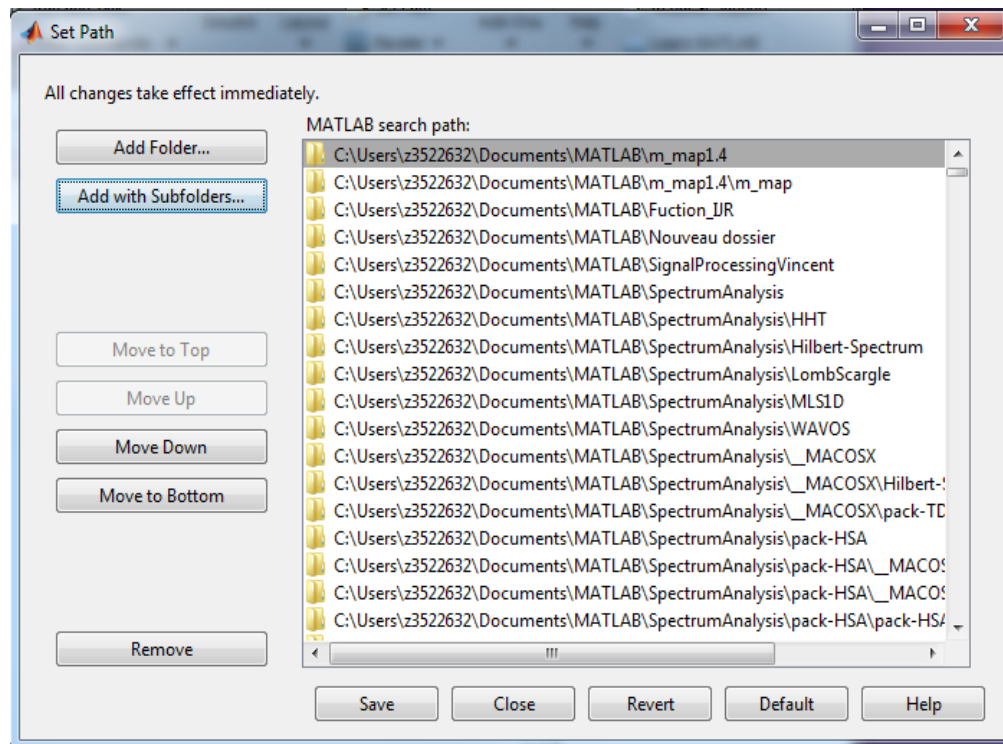 Set Path
All changes take effect immediately.
Add Folder...
Add with Subfolders...
Move to Top
Move Up
Move Down
Move to Bottom
Remove
MATLAB search path:
C:\Users\z3522632\Documents\MATLAB\m_map1.4
C:\Users\z3522632\Documents\MATLAB\m_map1.4\m_map
C:\Users\z3522632\Documents\MATLAB\Fuction_IJR
C:\Users\z3522632\Documents\MATLAB\Nouveau dossier
C:\Users\z3522632\Documents\MATLAB\SignalProcessingVincent
C:\Users\z3522632\Documents\MATLAB\SpectrumAnalysis
C:\Users\z3522632\Documents\MATLAB\SpectrumAnalysis\HHT
C:\Users\z3522632\Documents\MATLAB\SpectrumAnalysis\Hilbert-Spectrum
C:\Users\z3522632\Documents\MATLAB\SpectrumAnalysis\LombScargle
C:\Users\z3522632\Documents\MATLAB\SpectrumAnalysis\MLS1D
C:\Users\z3522632\Documents\MATLAB\SpectrumAnalysis\WAVOS
C:\Users\z3522632\Documents\MATLAB\SpectrumAnalysis\__MACOSX
C:\Users\z3522632\Documents\MATLAB\SpectrumAnalysis\__MACOSX\Hilbert-
C:\Users\z3522632\Documents\MATLAB\SpectrumAnalysis\__MACOSX\pack-TD
C:\Users\z3522632\Documents\MATLAB\SpectrumAnalysis\pack-HSA
C:\Users\z3522632\Documents\MATLAB\SpectrumAnalysis\pack-HSA\__MACOS
C:\Users\z3522632\Documents\MATLAB\SpectrumAnalysis\pack-HSA\__MACOS
C:\Users\z3522632\Documents\MATLAB\SpectrumAnalysis\pack-HSA\pack-HSA
Save
Close
Revert
Default
Help